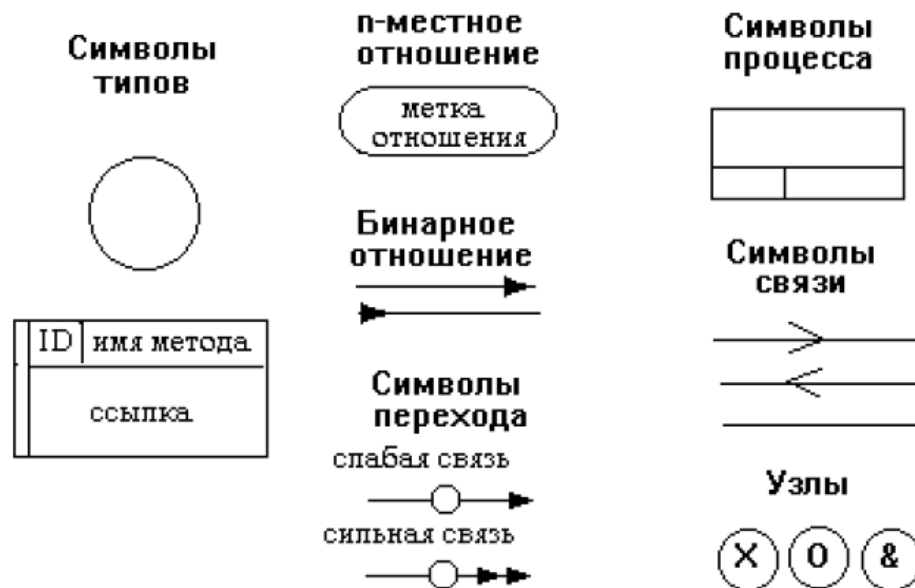 Символы
типов
ID
имя метода
ссылка
n-местное
отношение
метка
отношения
Бинарное
отношение
Символы
перехода
слабая связь
сильная связь
Символы
процесса
Символы
связи
Узлы
X
O
&